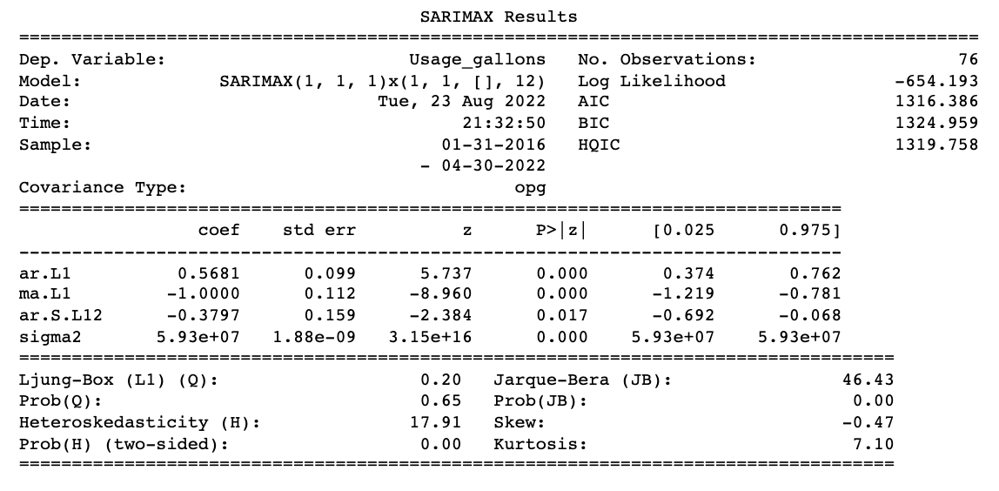 SARIMAX Results
==========================================================================================
Dep. Variable: Usage_gallons No. Observations: 76
Model: SARIMAX(1, 1, 1)x(1, 1, [], 12) Log Likelihood -654.193
Date: Tue, 23 Aug 2022 AIC 1316.386
Time: 21:32:50 BIC 1324.959
Sample: 01-31-2016 HQIC 1319.758
- 04-30-2022
Covariance Type: opg
==============================================================================
coef std err z P>|z| [0.025 0.975]
------------------------------------------------------------------------------
ar.L1 0.5681 0.099 5.737 0.000 0.374 0.762
ma.L1 -1.0000 0.112 -8.960 0.000 -1.219 -0.781
ar.S.L12 -0.3797 0.159 -2.384 0.017 -0.692 -0.068
sigma2 5.93e+07 1.88e-09 3.15e+16 0.000 5.93e+07 5.93e+07
===================================================================================
Ljung-Box (L1) (Q): 0.20 Jarque-Bera (JB): 46.43
Prob(Q): 0.65 Prob(JB): 0.00
Heteroskedasticity (H): 17.91 Skew: -0.47
Prob(H) (two-sided): 0.00 Kurtosis: 7.10
===================================================================================